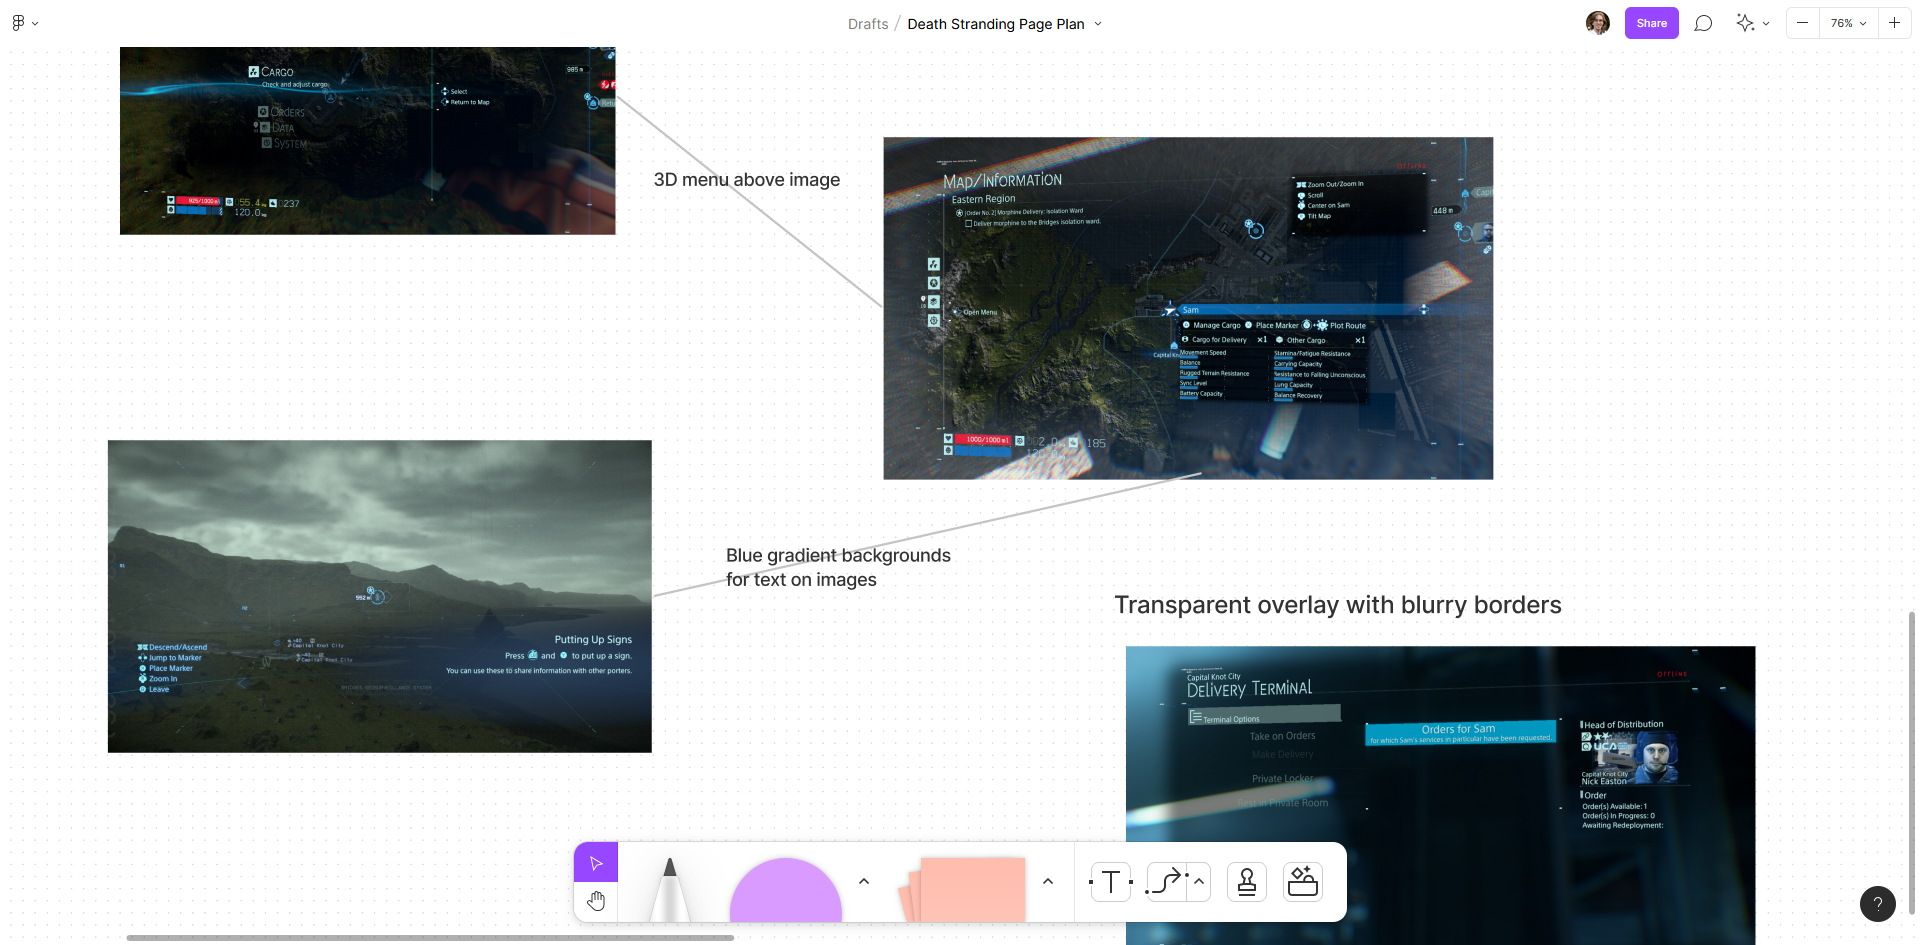 Drafts / Death Stranding Page Plan
Share
76%
CARGO
Check and adjust cargo.
ORDERS
DATA
SYSTEM
Select
Return to Map
985 m
825/1000ml
55.4
120.0
237
3D menu above image
MAP/INFORMATION
Eastern Region
[Order No. 2] Morphine Delivery: Isolation Ward
Deliver morphine to the Bridges isolation ward.
OFFLINE
Zoom Out/Zoom In
Scroll
Center on Sam
Tilt Map
448 m
Open Menu
Sam
Manage Cargo
Place Marker
Plot Route
Cargo for Delivery ×1
Other Cargo ×1
Movement Speed
Stamina/Fatigue Resistance
Balance
Carrying Capacity
Rugged Terrain Resistance
Resistance to Falling Unconscious
Sync Level
Lung Capacity
Battery Capacity
Balance Recovery
1000/1000ml
2.0
185
552 m
Descend/Ascend
Jump to Marker
Place Marker
Zoom In
Leave
Capital Knot City
Capital Knot City
Putting Up Signs
Press and to put up a sign.
You can use these to share information with other porters.
Blue gradient backgrounds
for text on images
Transparent overlay with blurry borders
Capital Knot City
DELIVERY TERMINAL
OFFLINE
Terminal Options
Take on Orders
Make Delivery
Private Locker
Rest in Private Room
Orders for Sam
for which Sam's services in particular have been requested.
Head of Distribution
UCA
Capital Knot City
Nick Easton
Order
Order(s) Available: 1
Order(s) In Progress: 0
Awaiting Redeployment:
T
?